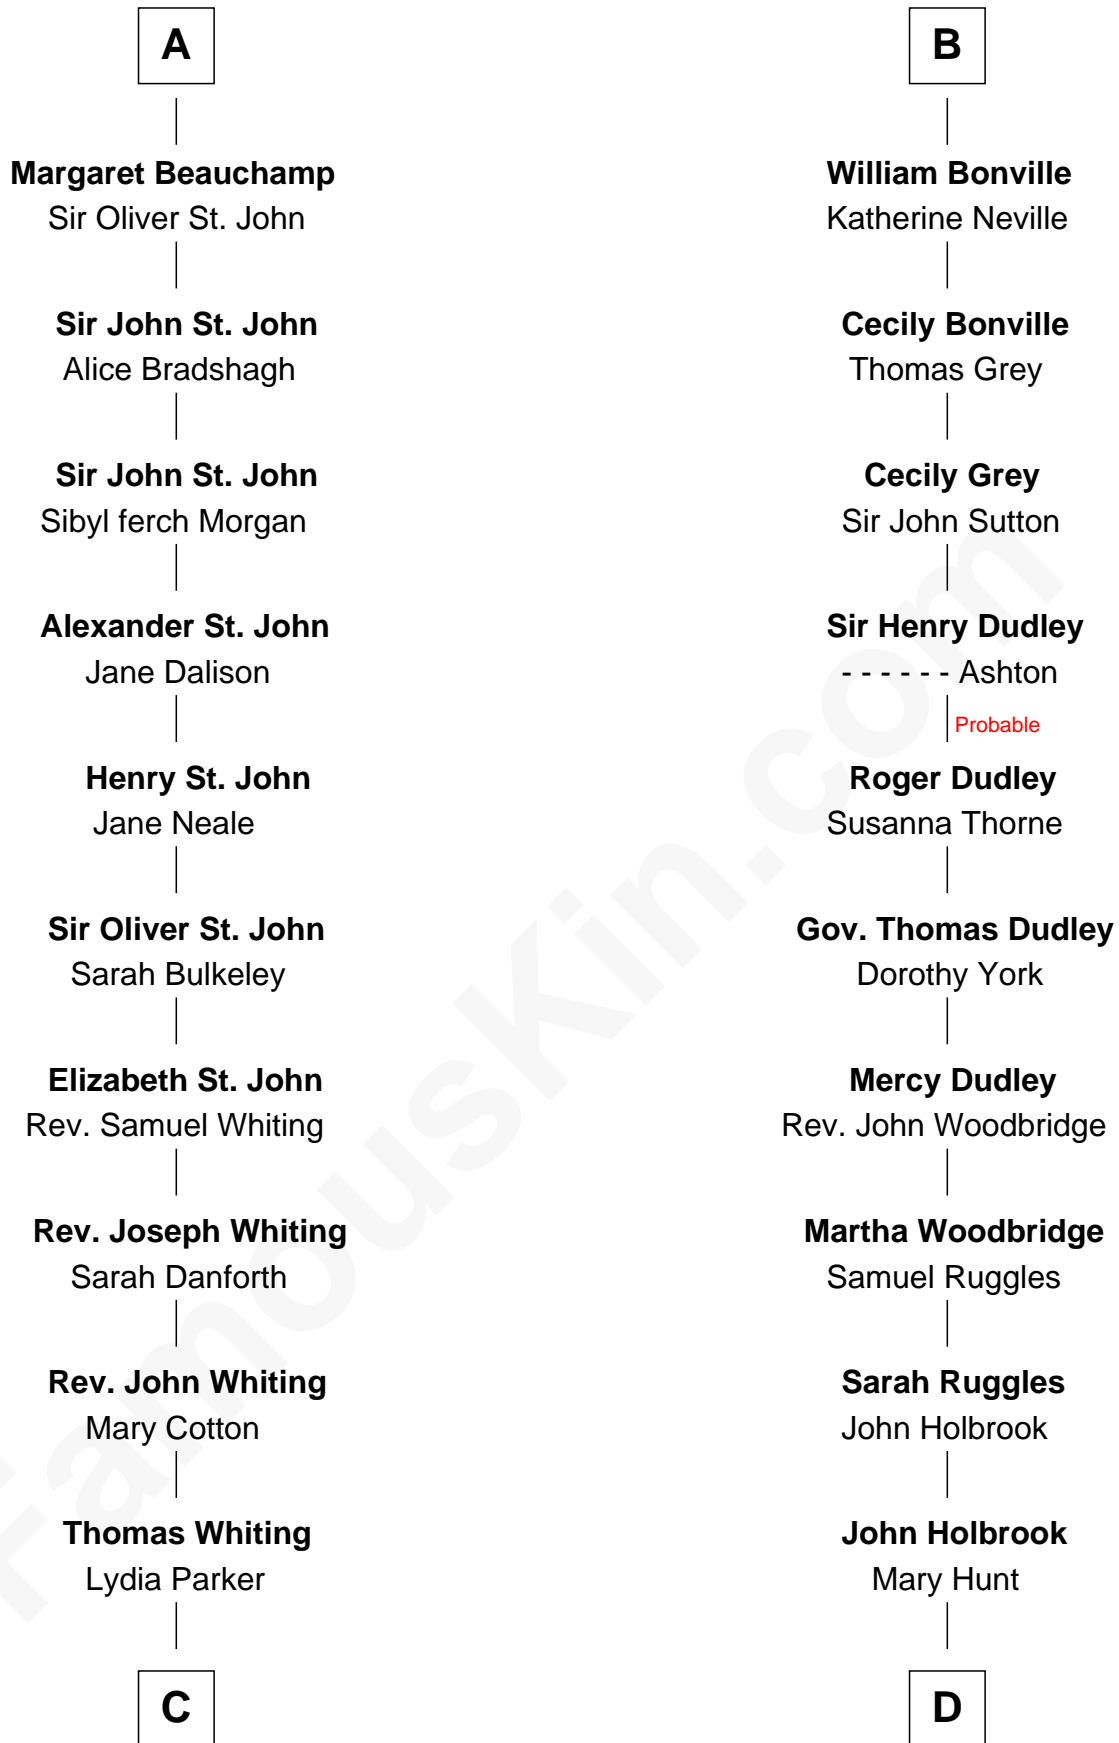 A
Margaret Beauchamp
Sir Oliver St. John
Sir John St. John
Alice Bradshagh
Sir John St. John
Sibyl ferch Morgan
Alexander St. John
Jane Dalison
Henry St. John
Jane Neale
Sir Oliver St. John
Sarah Bulkeley
Elizabeth St. John
Rev. Samuel Whiting
Rev. Joseph Whiting
Sarah Danforth
Rev. John Whiting
Mary Cotton
Thomas Whiting
Lydia Parker
C
B
William Bonville
Katherine Neville
Cecily Bonville
Thomas Grey
Cecily Grey
Sir John Sutton
Sir Henry Dudley
- - - - - - Ashton
Probable
Roger Dudley
Susanna Thorne
Gov. Thomas Dudley
Dorothy York
Mercy Dudley
Rev. John Woodbridge
Martha Woodbridge
Samuel Ruggles
Sarah Ruggles
John Holbrook
John Holbrook
Mary Hunt
D
FamousKin.com